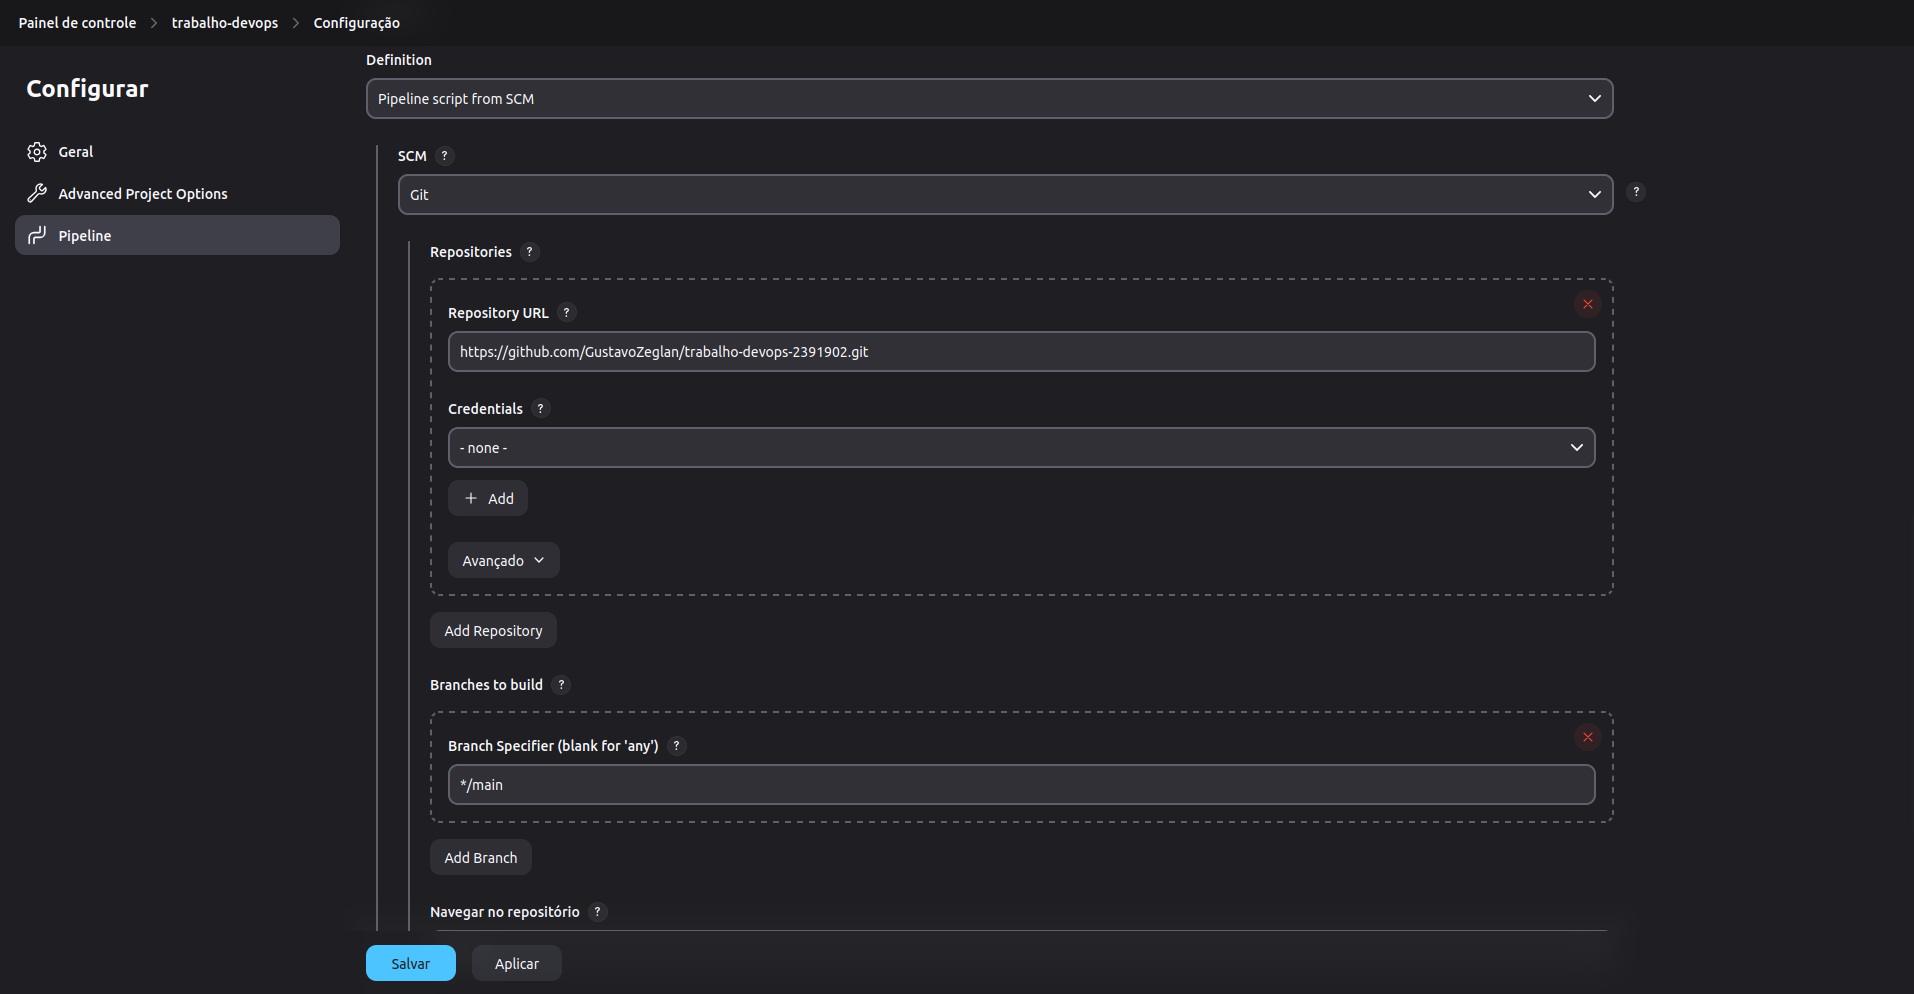 Painel de controle > trabalho-devops > Configuração
Configurar
Geral
Advanced Project Options
Pipeline
Definition
Pipeline script from SCM
SCM ?
Git
?
Repositories ?
Repository URL ?
https://github.com/GustavoZeglan/trabalho-devops-2391902.git
Credentials ?
- none -
+ Add
Avançado
Add Repository
Branches to build ?
Branch Specifier (blank for 'any') ?
*/main
Add Branch
Navegar no repositório ?
Salvar
Aplicar